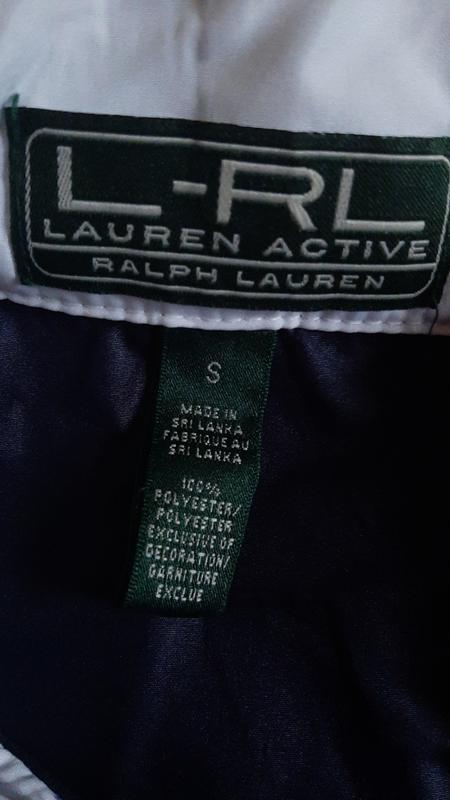 L-RL
LAUREN ACTIVE
RALPH LAUREN
S
MADE IN
SRI LANKA
FABRIQUE AU
SRI LANKA
100%
POLYESTER/
POLYESTER
EXCLUSIVE OF
DECORATION/
GARNITURE
EXCLUE